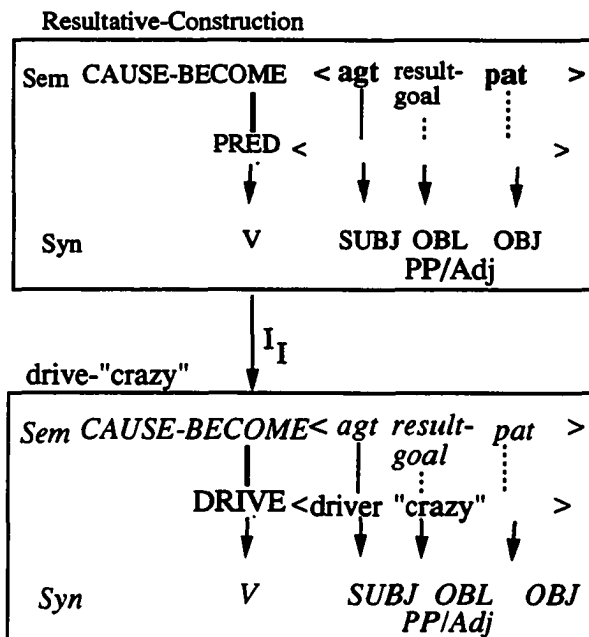 Resultative-Construction
Sem CAUSE-BECOME < agt result-goal pat >
PRED < >
Syn V SUBJ OBL OBJ
PP/Adj
I_I
drive-"crazy"
Sem CAUSE-BECOME < agt result-goal pat >
DRIVE <driver "crazy" >
Syn V SUBJ OBL OBJ
PP/Adj